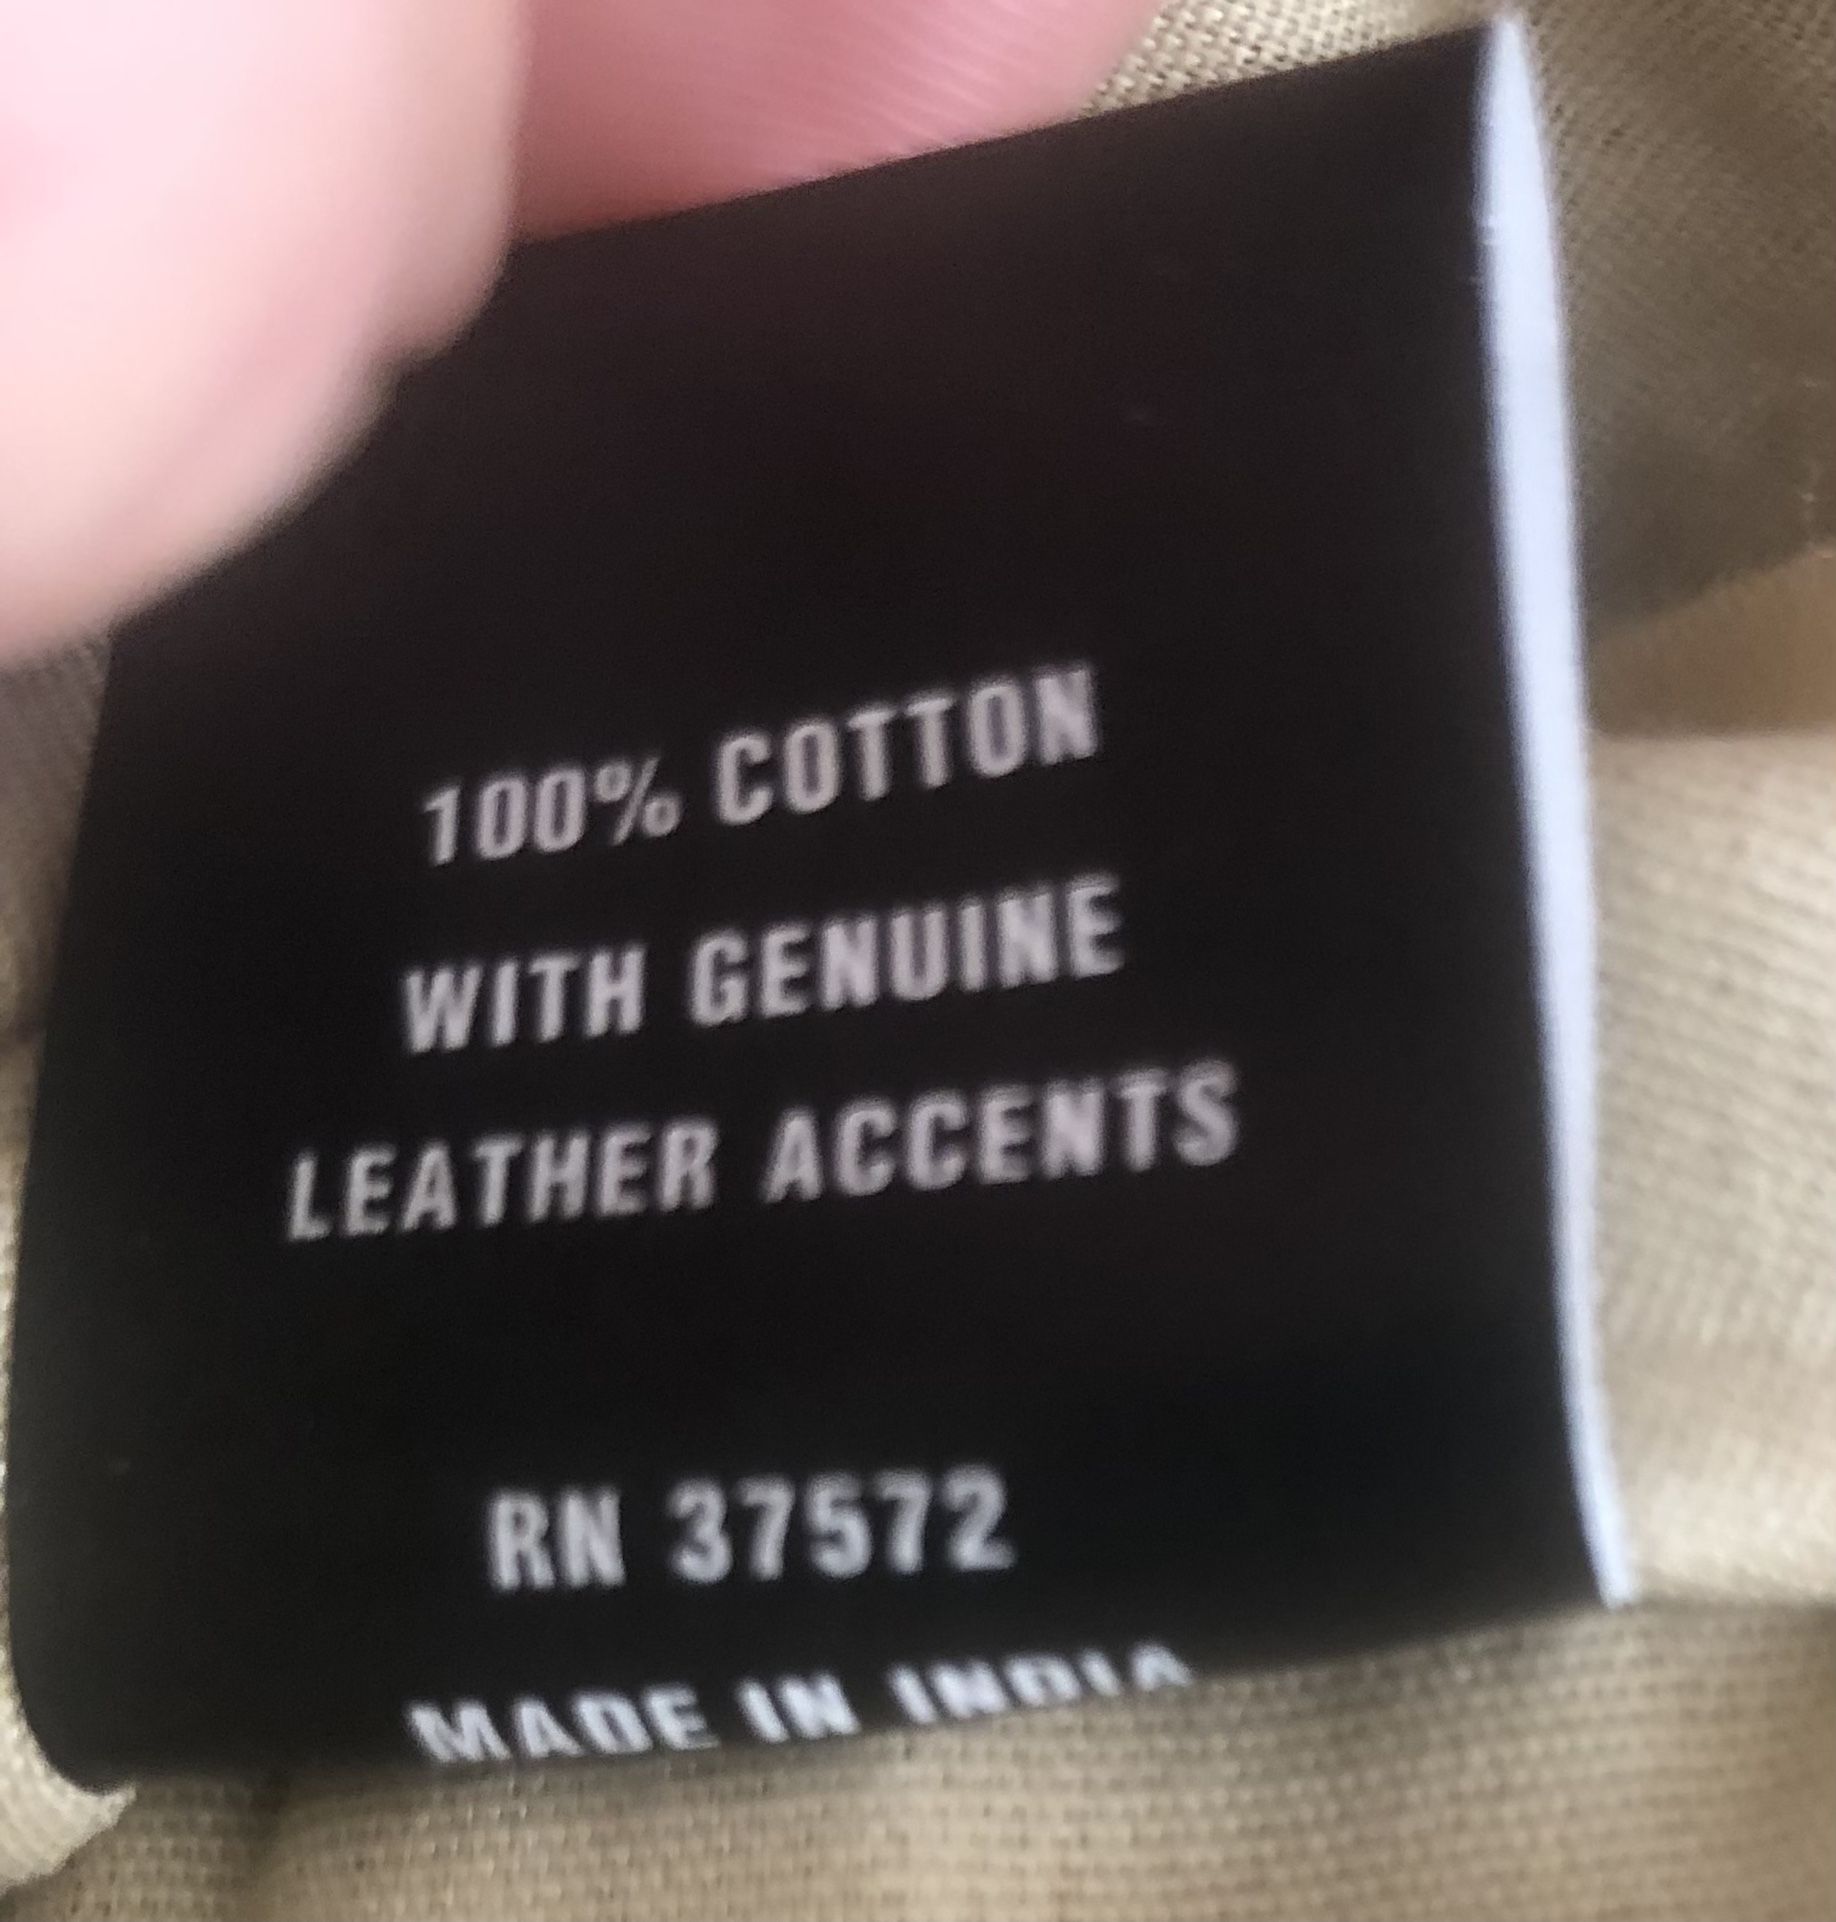 100% COTTON
WITH GENUINE
LEATHER ACCENTS
RN 37572
MADE IN INDIA